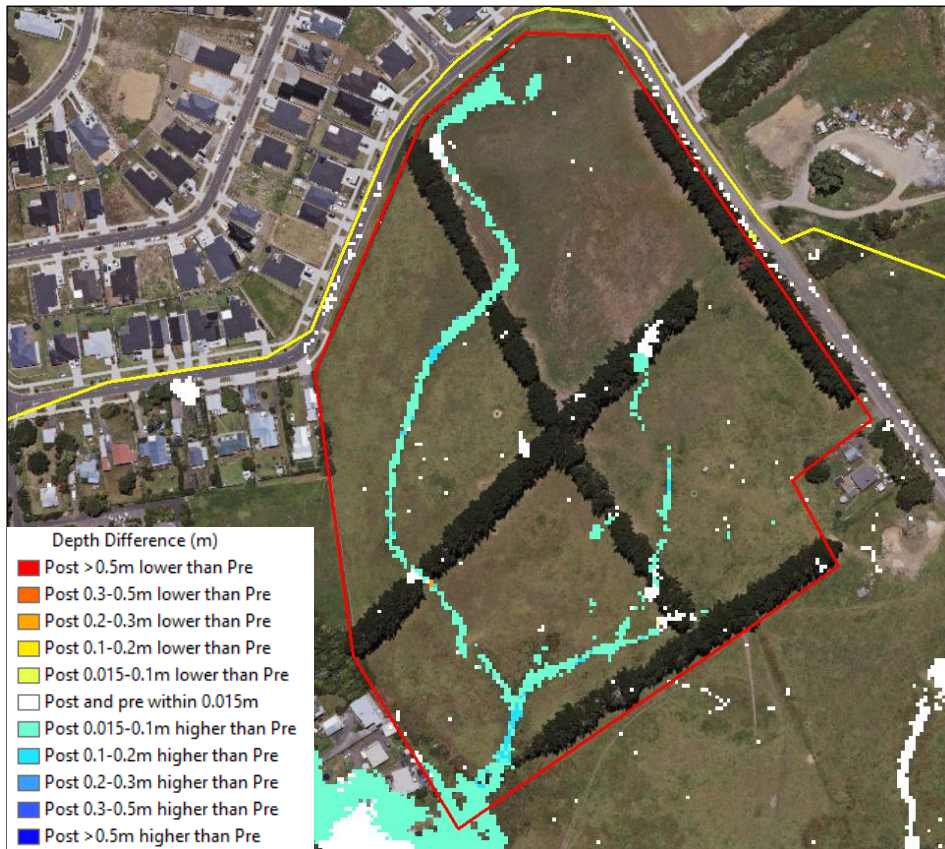 Depth Difference (m)
Post >0.5m lower than Pre
Post 0.3-0.5m lower than Pre
Post 0.2-0.3m lower than Pre
Post 0.1-0.2m lower than Pre
Post 0.015-0.1m lower than Pre
Post and pre within 0.015m
Post 0.015-0.1m higher than Pre
Post 0.1-0.2m higher than Pre
Post 0.2-0.3m higher than Pre
Post 0.3-0.5m higher than Pre
Post >0.5m higher than Pre